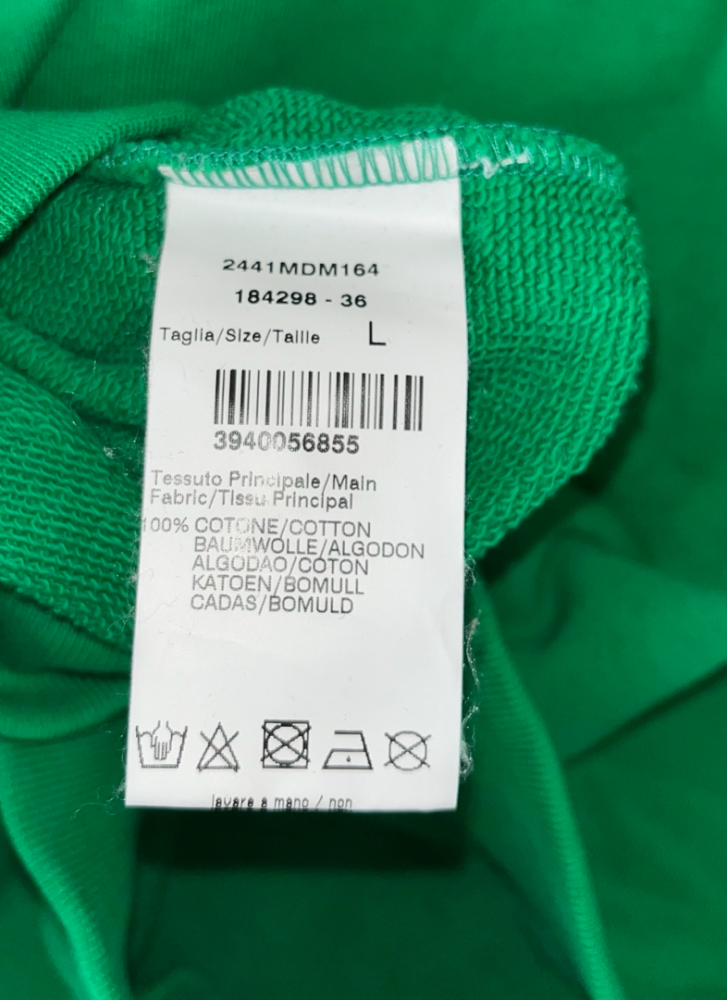 2441MDM164
184298 - 36
Taglia/Size/Taille L
3940056855
Tessuto Principale/Main
Fabric/Tissu Principal
100% COTONE/COTTON
BAUMWOLLE/ALGODON
ALGODAO/COTON
KATOEN/BOMULL
CADAS/BOMULD
lavare a mano / non